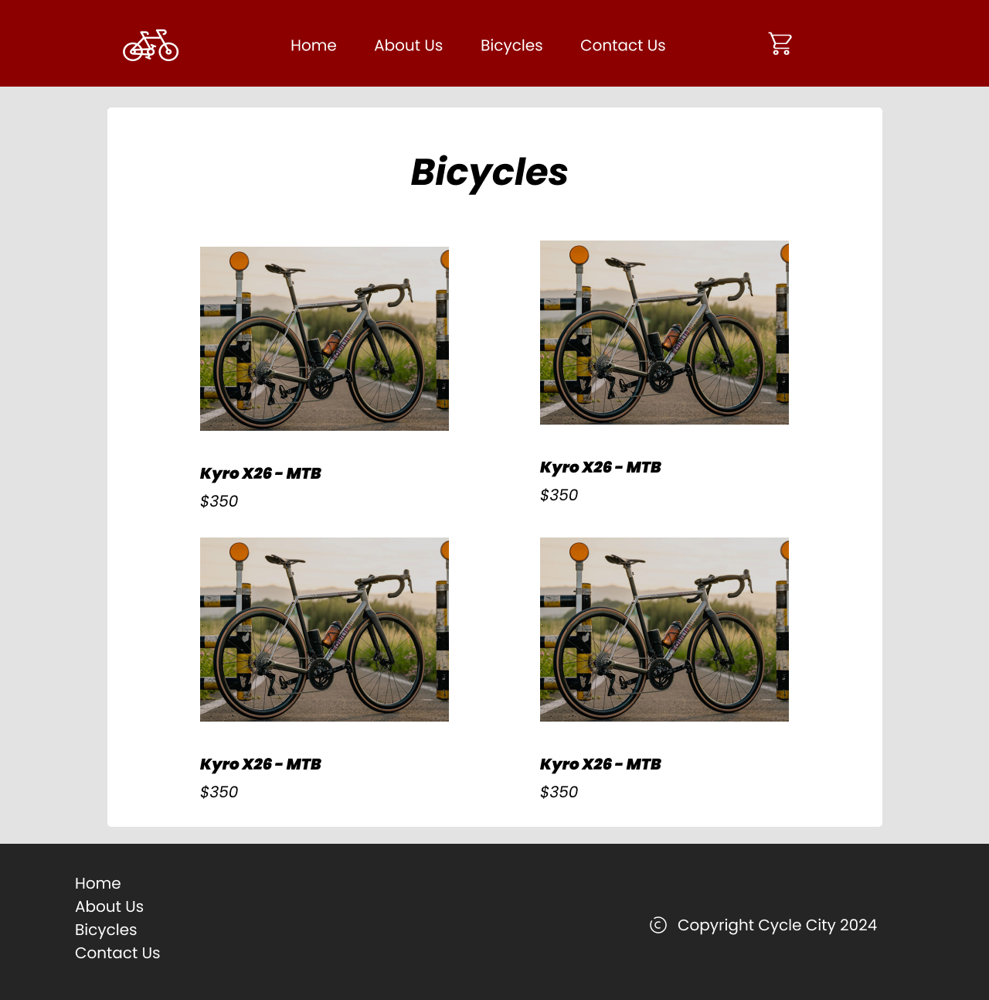 Home
About Us
Bicycles
Contact Us
Bicycles
Kyro X26 - MTB
$350
Kyro X26 - MTB
$350
Kyro X26 - MTB
$350
Kyro X26 - MTB
$350
Home
About Us
Bicycles
Contact Us
© Copyright Cycle City 2024